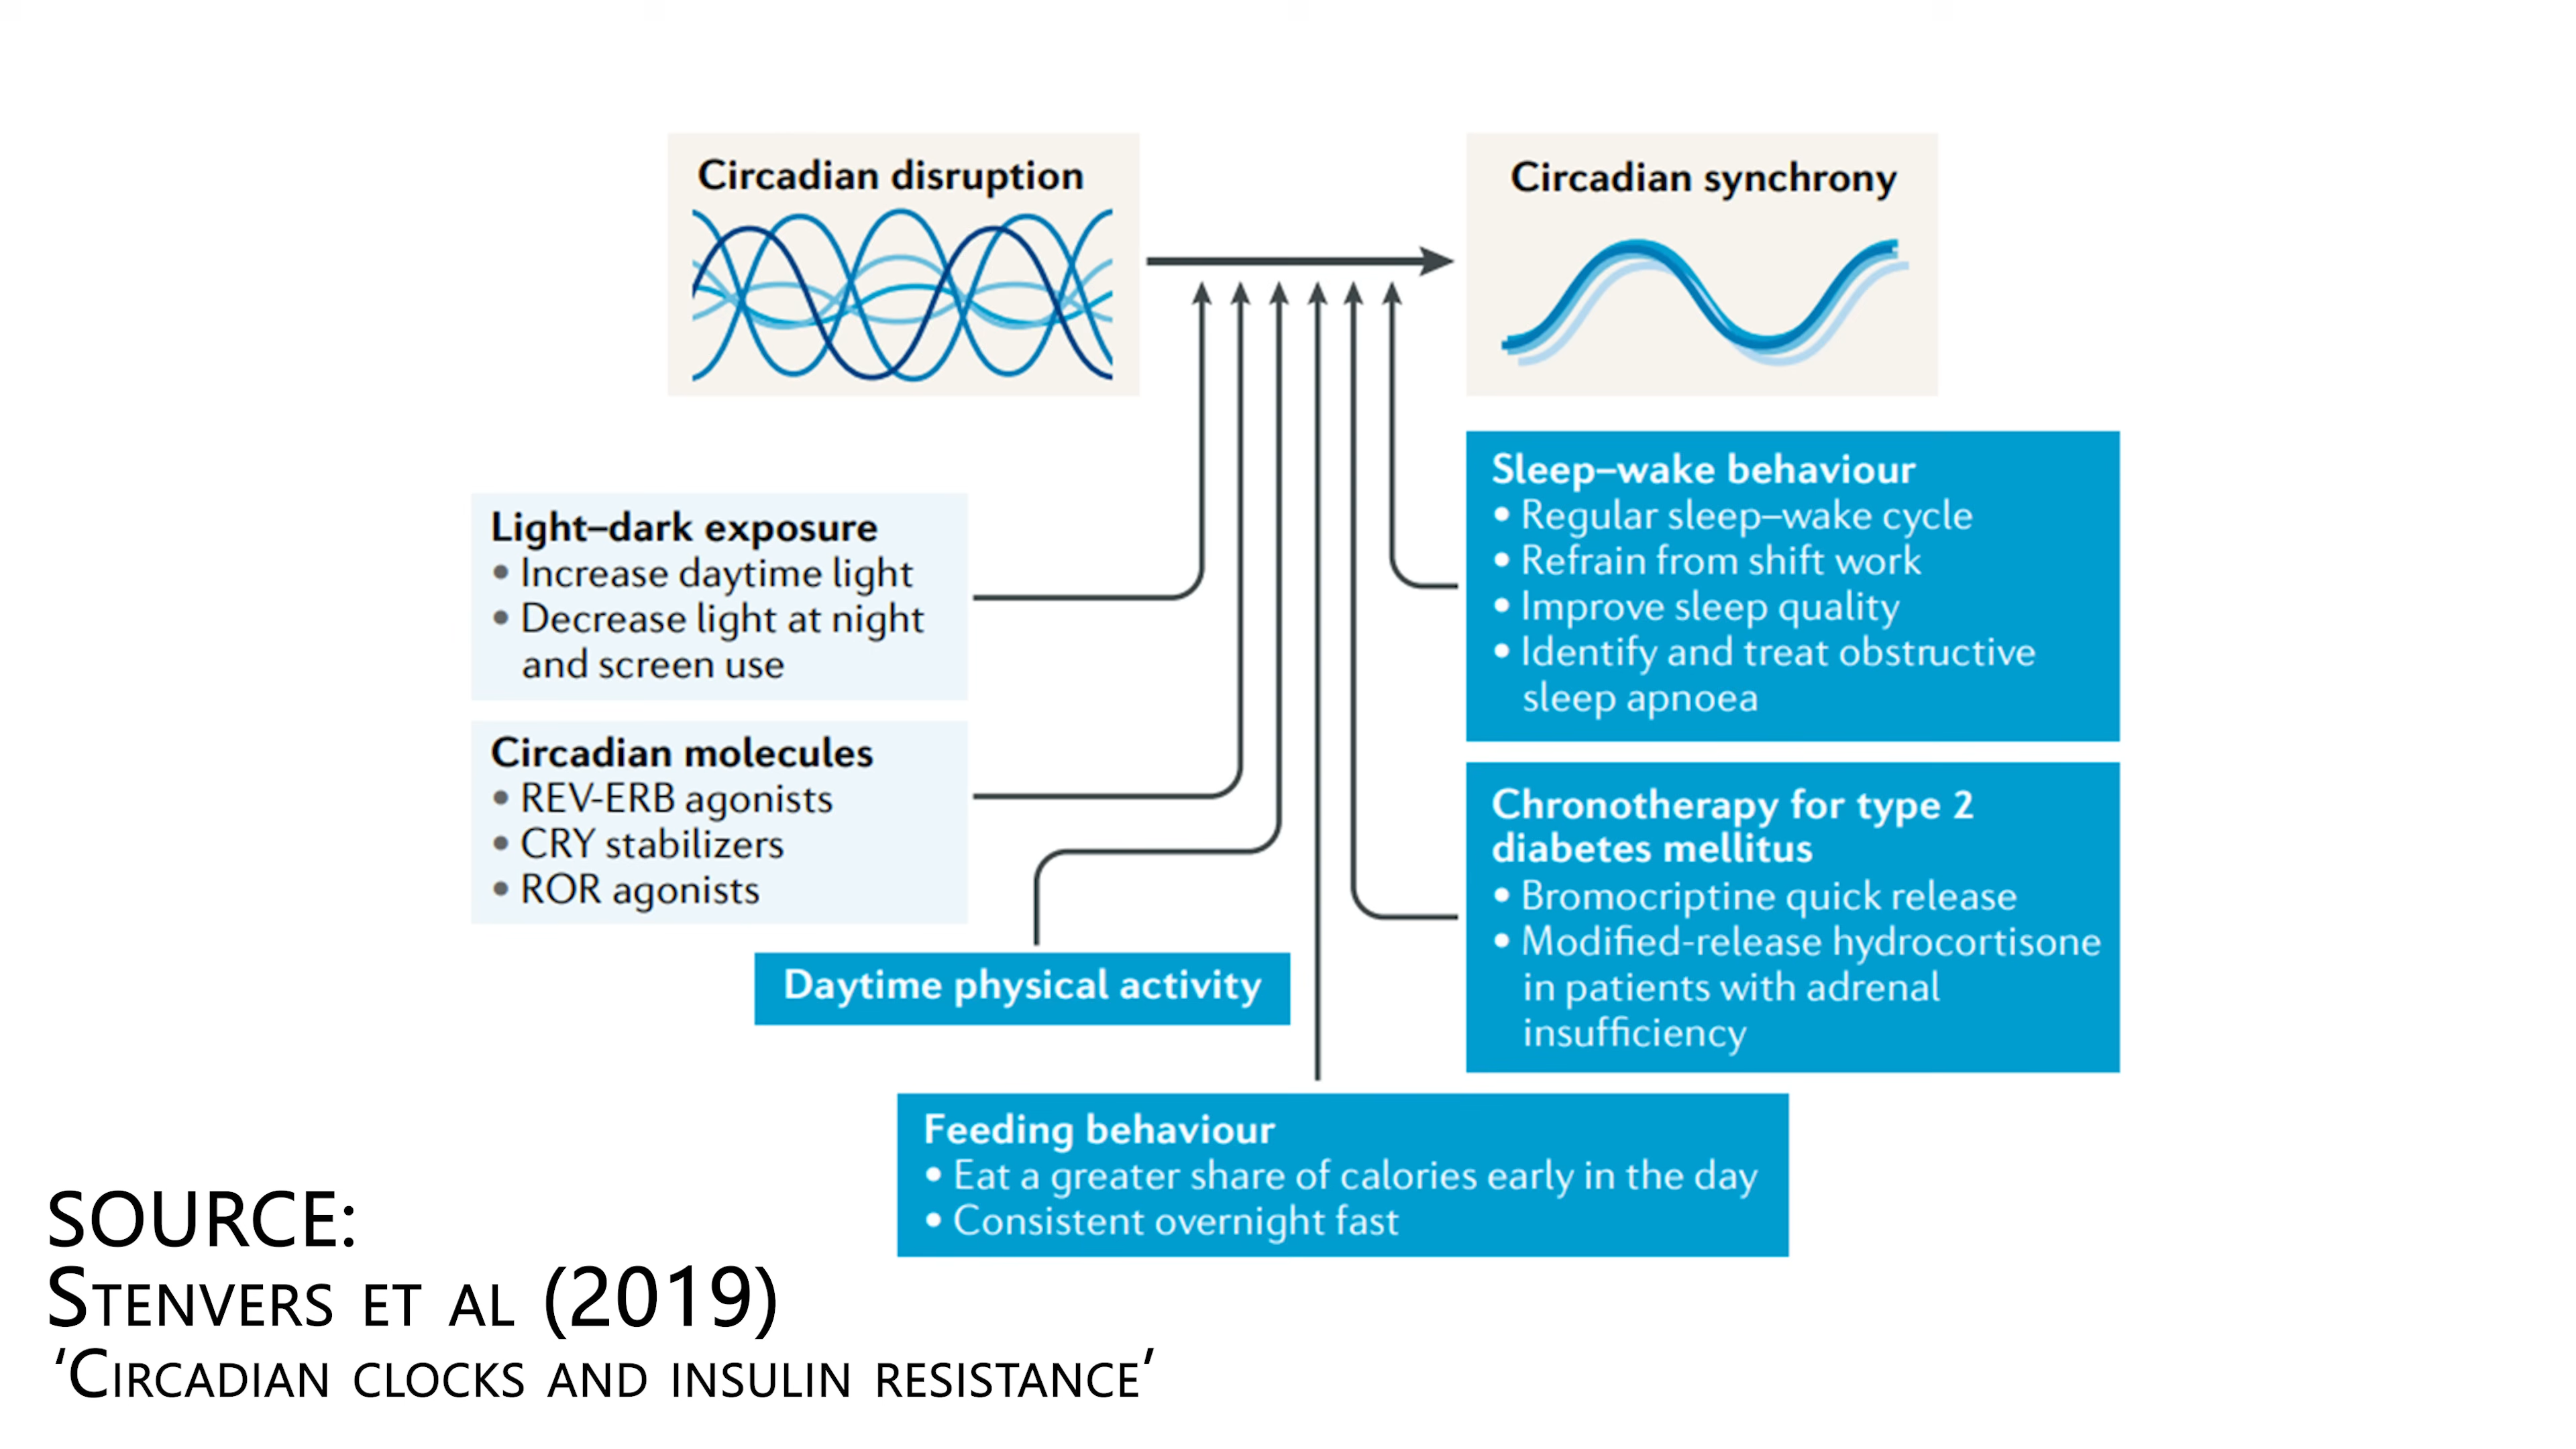 Circadian disruption
Circadian synchrony
Light–dark exposure
• Increase daytime light
• Decrease light at night
and screen use
Circadian molecules
• REV-ERB agonists
• CRY stabilizers
• ROR agonists
Daytime physical activity
Sleep–wake behaviour
• Regular sleep–wake cycle
• Refrain from shift work
• Improve sleep quality
• Identify and treat obstructive
sleep apnoea
Chronotherapy for type 2
diabetes mellitus
• Bromocriptine quick release
• Modified-release hydrocortisone
in patients with adrenal
insufficiency
Feeding behaviour
• Eat a greater share of calories early in the day
• Consistent overnight fast
SOURCE:
Stenvers et al (2019)
‘Circadian clocks and insulin resistance’